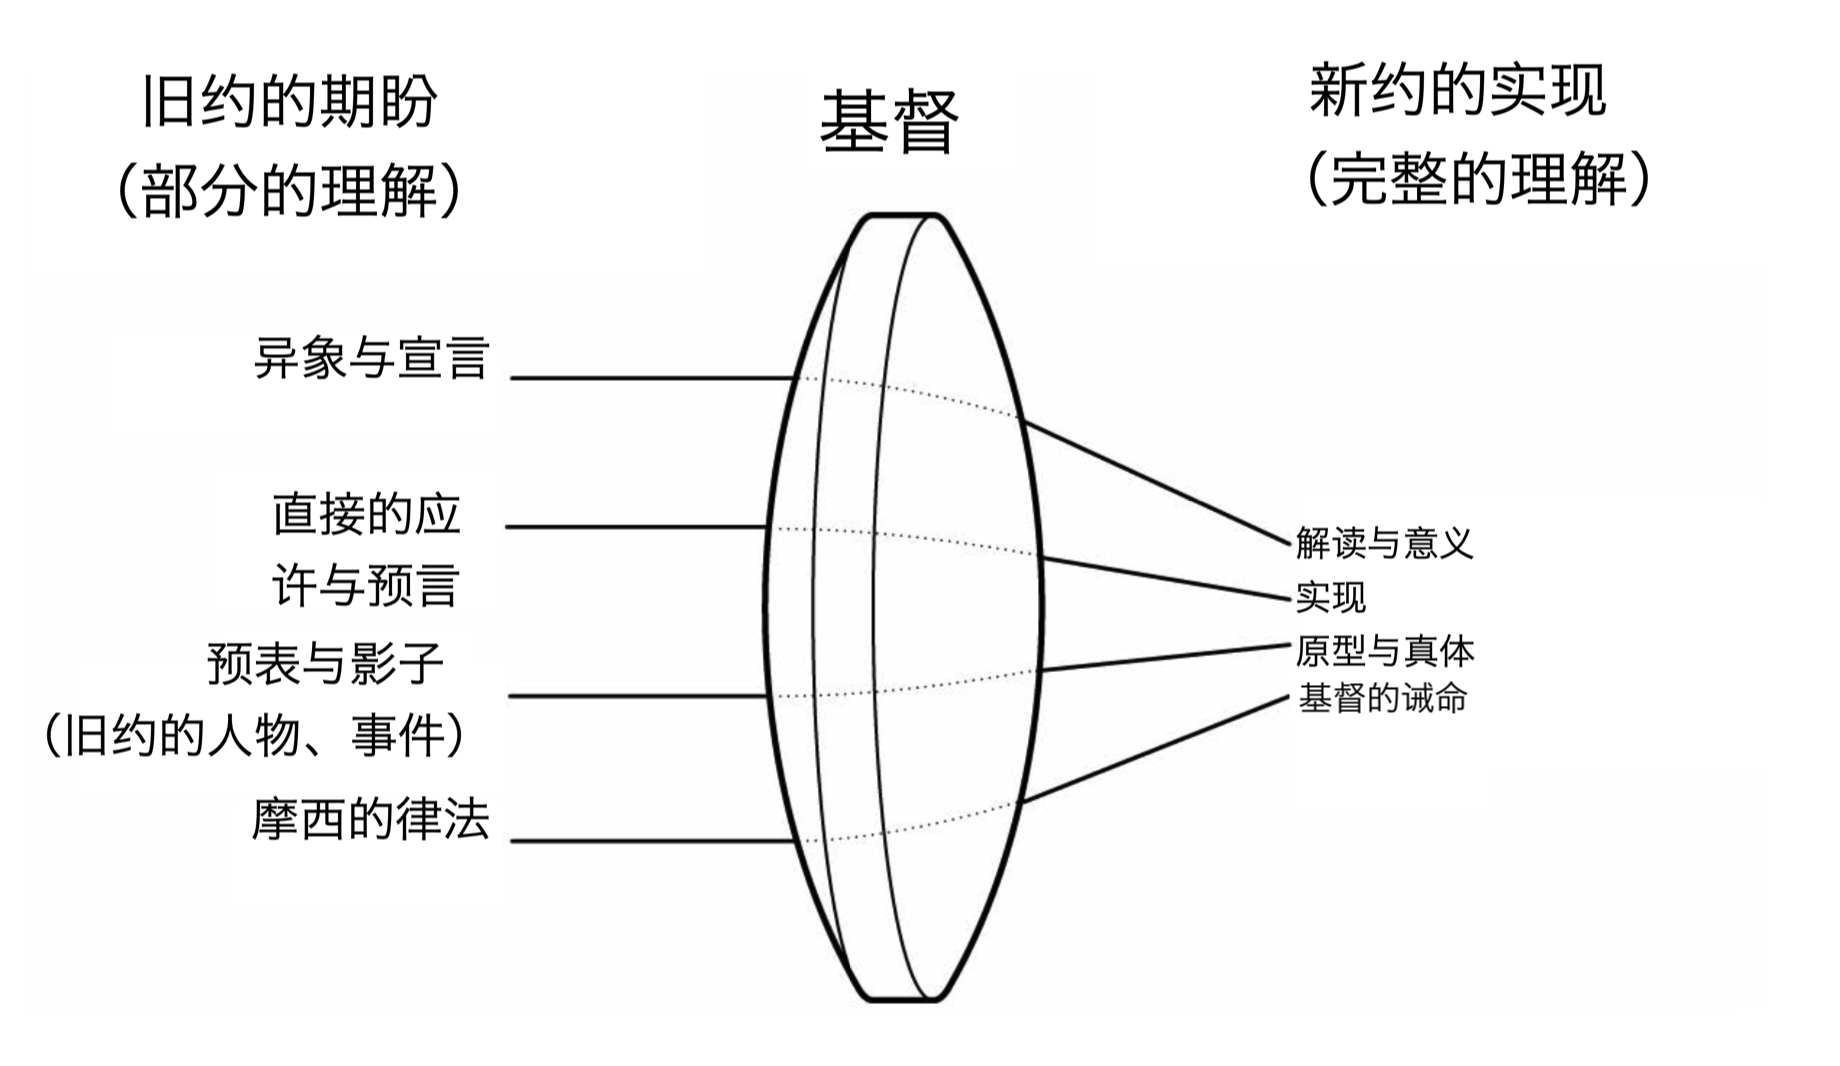 旧约的期盼
（部分的理解）
基督
新约的实现
（完整的理解）
异象与宣言
直接的应
许与预言
预表与影子
（旧约的人物、事件）
摩西的律法
解读与意义
实现
原型与真体
基督的诫命